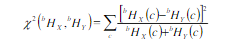 χ²(ᵇH_X, ᵇH_Y) = ∑_c [ᵇH_X(c) − ᵇH_Y(c)]² / (ᵇH_X(c) + ᵇH_Y(c))